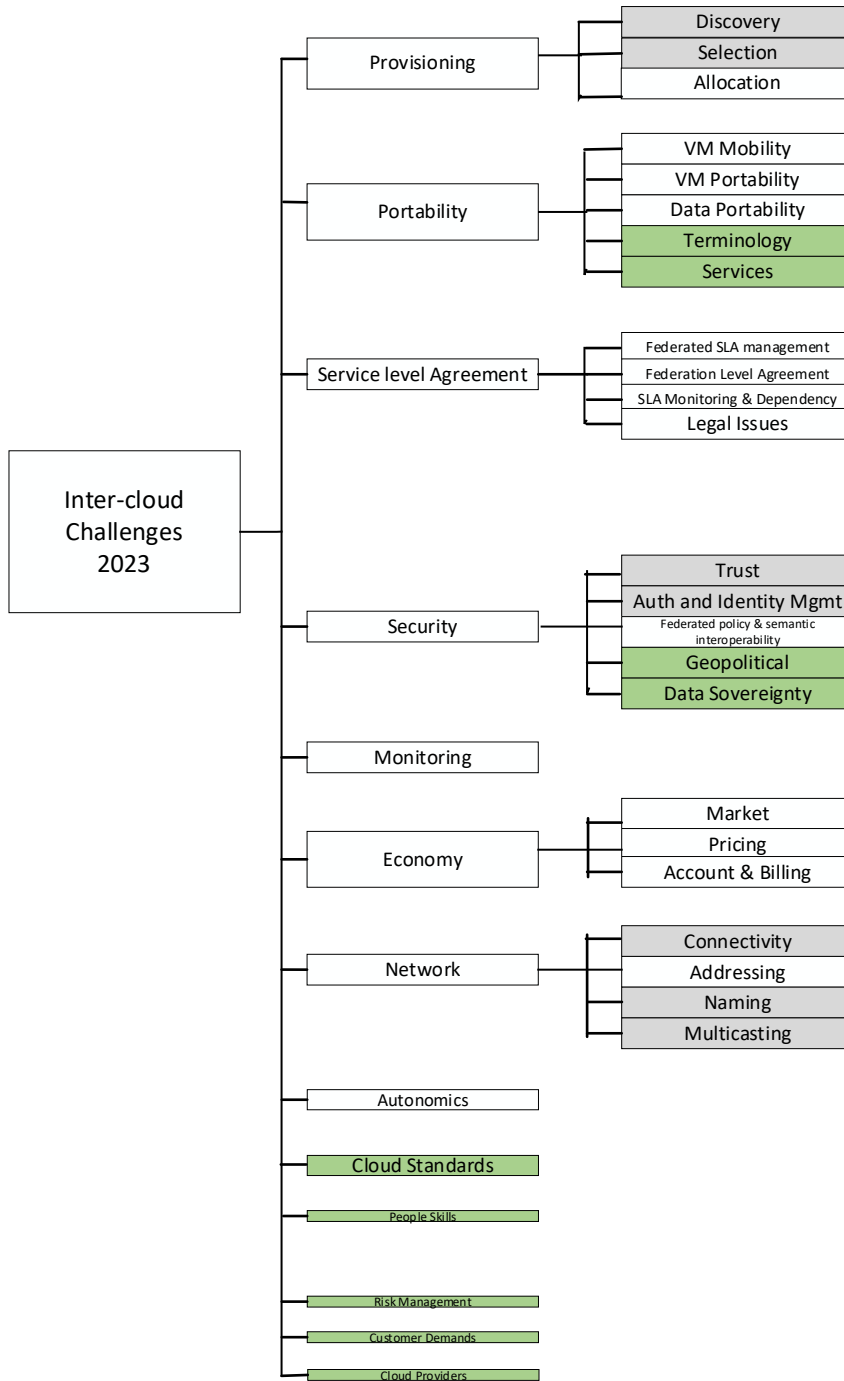 Inter-cloud
Challenges
2023
Provisioning
Discovery
Selection
Allocation
Portability
VM Mobility
VM Portability
Data Portability
Terminology
Services
Service level Agreement
Federated SLA management
Federation Level Agreement
SLA Monitoring & Dependency
Legal Issues
Security
Trust
Auth and Identity Mgmt
Federated policy & semantic
interoperability
Geopolitical
Data Sovereignty
Monitoring
Economy
Market
Pricing
Account & Billing
Network
Connectivity
Addressing
Naming
Multicasting
Autonomics
Cloud Standards
People Skills
Risk Management
Customer Demands
Cloud Providers